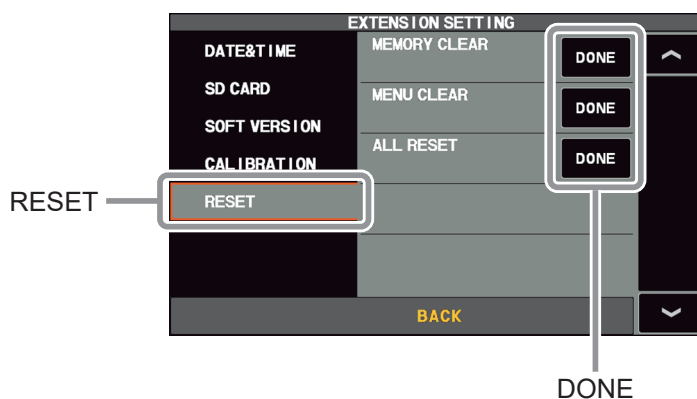 EXTENSION SETTING
DATE&TIME
SD CARD
SOFT VERSION
CALIBRATION
RESET
MEMORY CLEAR
DONE
MENU CLEAR
DONE
ALL RESET
DONE
BACK
RESET
DONE